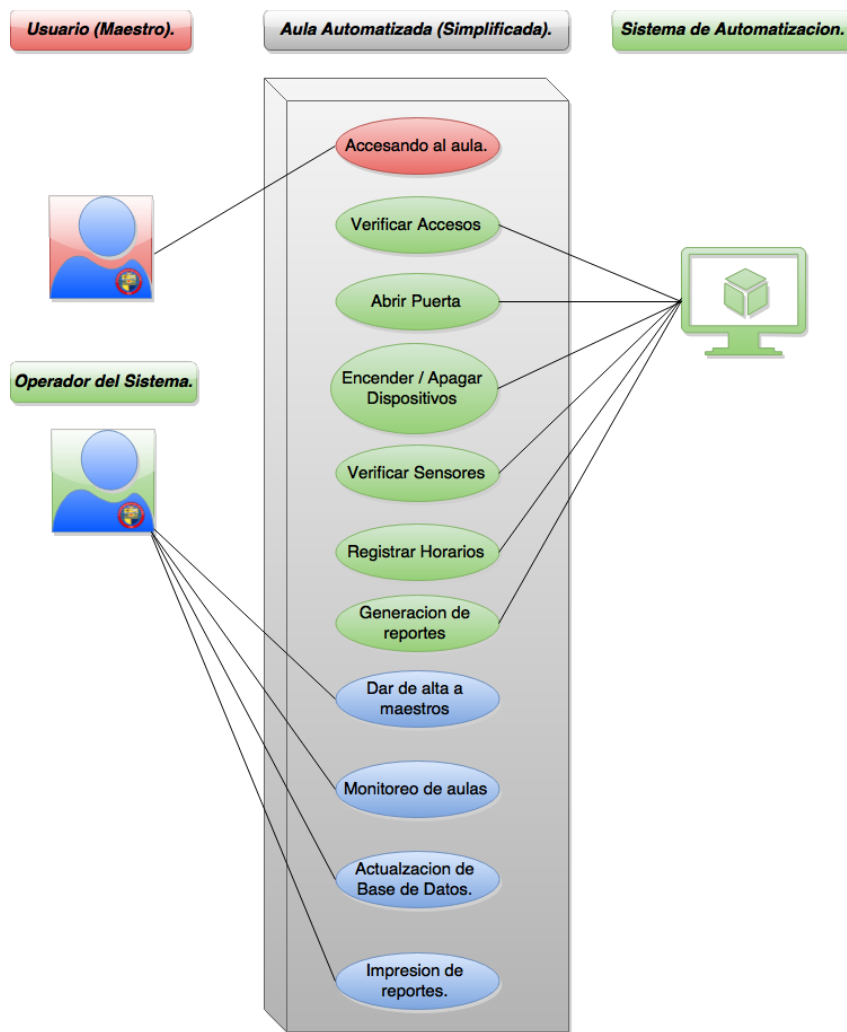 Usuario (Maestro).
Aula Automatizada (Simplificada).
Sistema de Automatizacion.
Accesando al aula.
Verificar Accesos
Abrir Puerta
Operador del Sistema.
Encender / Apagar
Dispositivos
Verificar Sensores
Registrar Horarios
Generacion de
reportes
Dar de alta a
maestros
Monitoreo de aulas
Actualzacion de
Base de Datos.
Impresion de
reportes.